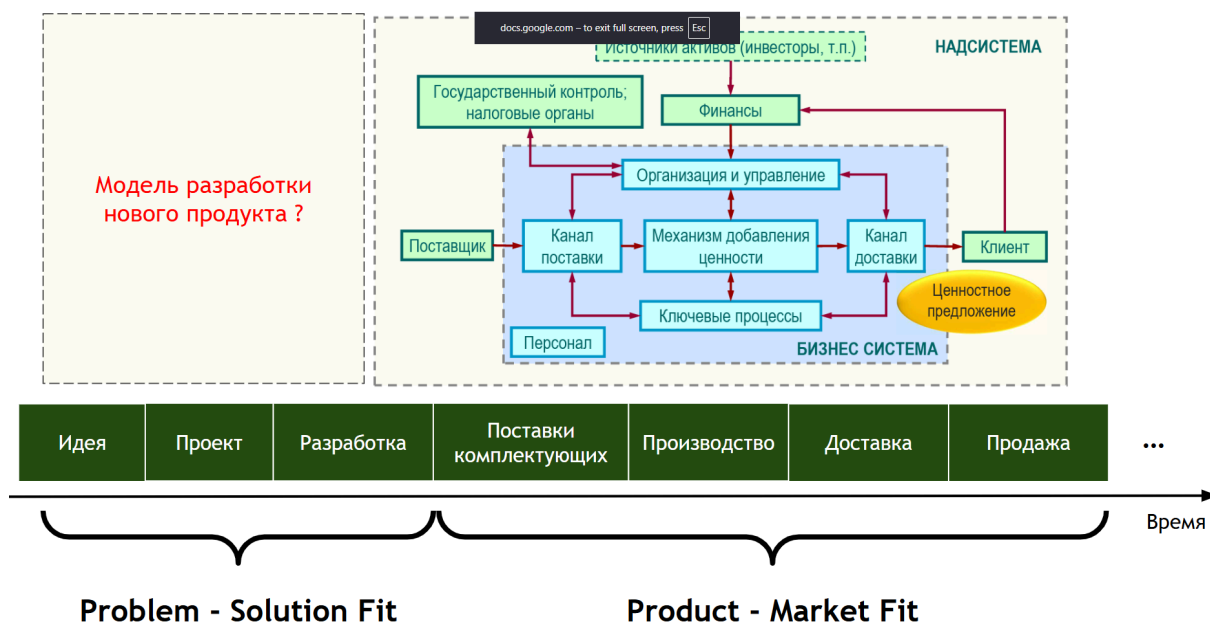 docs.google.com – to exit full screen, press Esc
Источники активов (инвесторы, т.п.)
НАДСИСТЕМА
Государственный контроль;
налоговые органы
Финансы
Модель разработки
нового продукта ?
Организация и управление
Поставщик
Канал
поставки
Механизм добавления
ценности
Канал
доставки
Клиент
Ценностное
предложение
Ключевые процессы
Персонал
БИЗНЕС СИСТЕМА
Идея
Проект
Разработка
Поставки
комплектующих
Производство
Доставка
Продажа
...
Время
Problem - Solution Fit
Product - Market Fit